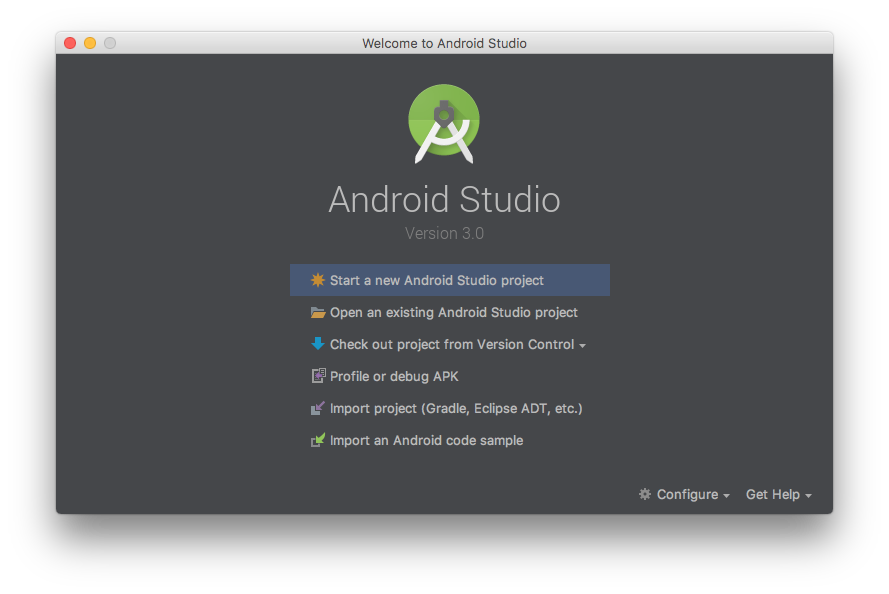 Welcome to Android Studio
Android Studio
Version 3.0
Start a new Android Studio project
Open an existing Android Studio project
Check out project from Version Control
Profile or debug APK
Import project (Gradle, Eclipse ADT, etc.)
Import an Android code sample
Configure Get Help